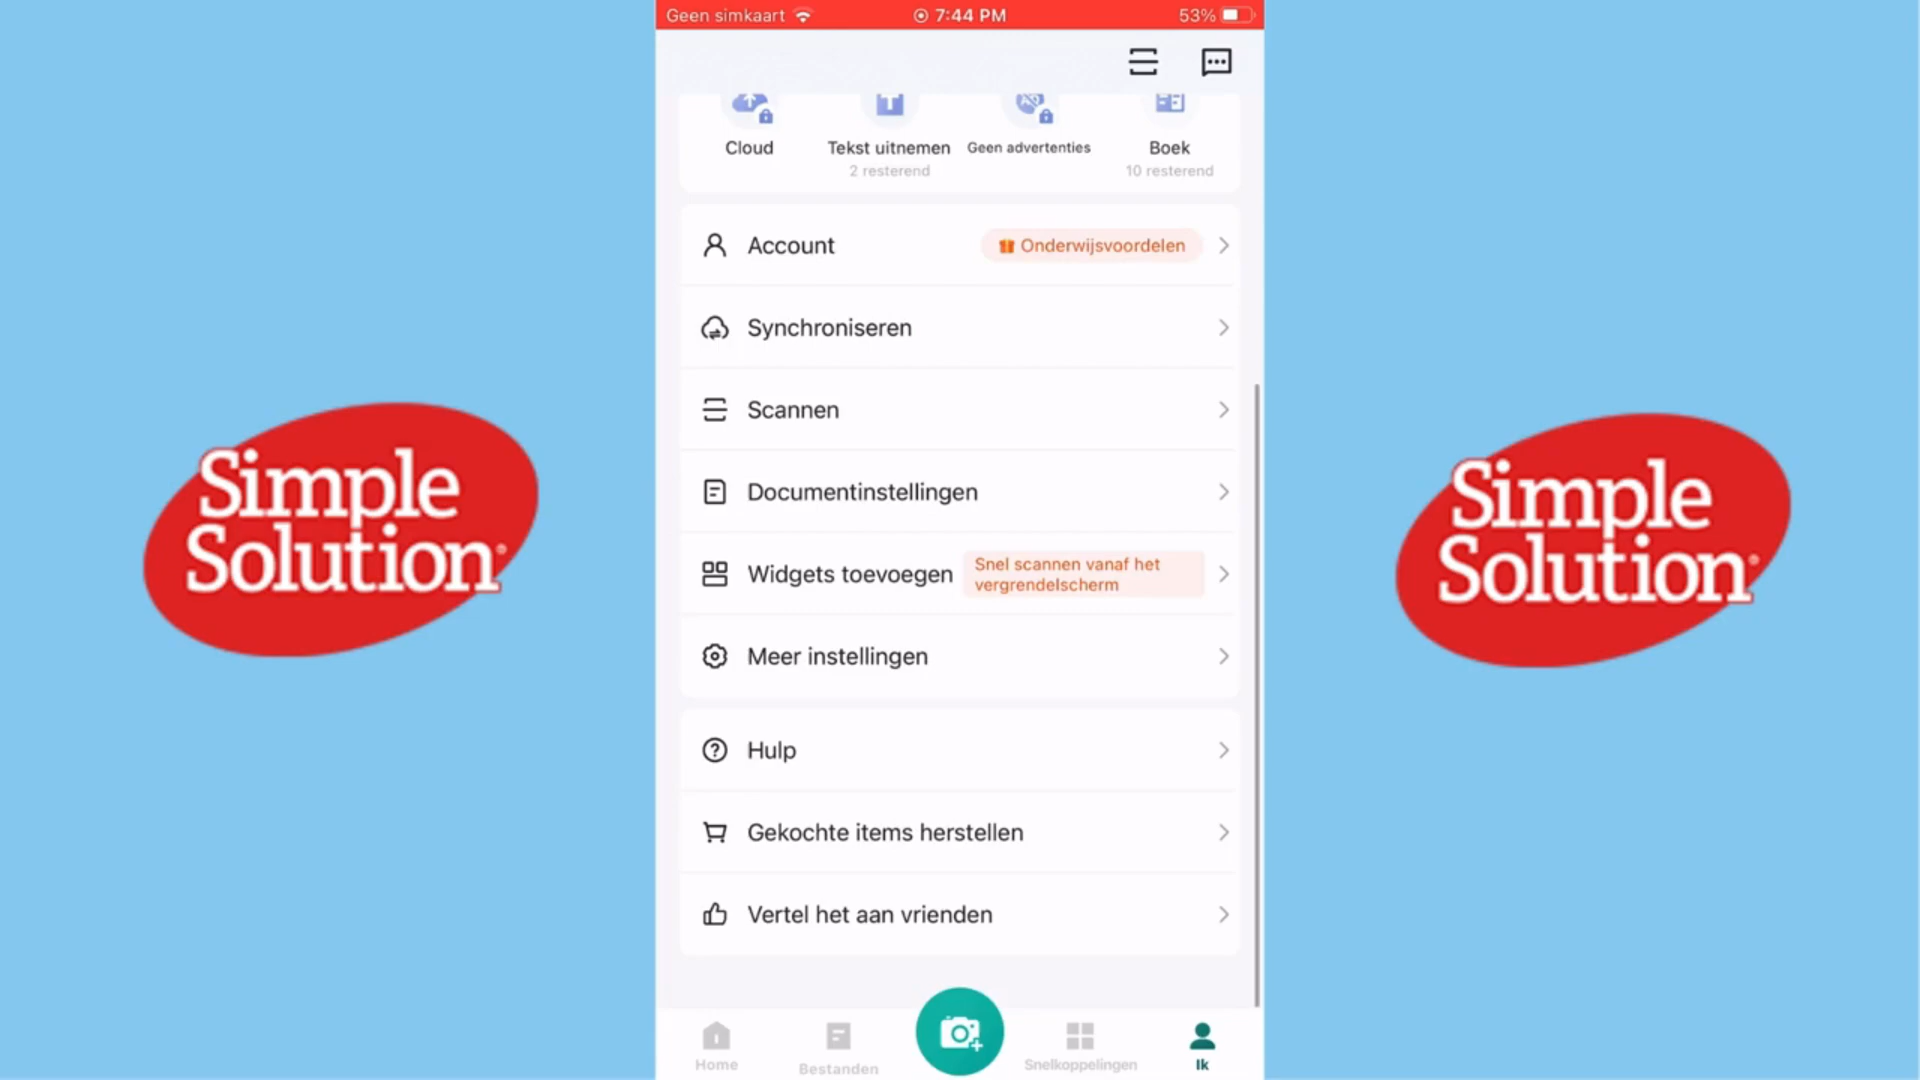 Geen simkaart
7:44 PM
53%
Cloud
Tekst uitnemen
2 resterend
Geen advertenties
Boek
10 resterend
Account
Onderwijsvoordelen
Synchroniseren
Scannen
Documentinstellingen
Widgets toevoegen
Snel scannen vanaf het
vergrendelscherm
Meer instellingen
Hulp
Gekochte items herstellen
Vertel het aan vrienden
Home
Bestanden
Snelkoppelingen
Ik
Simple
Solution®
Simple
Solution®